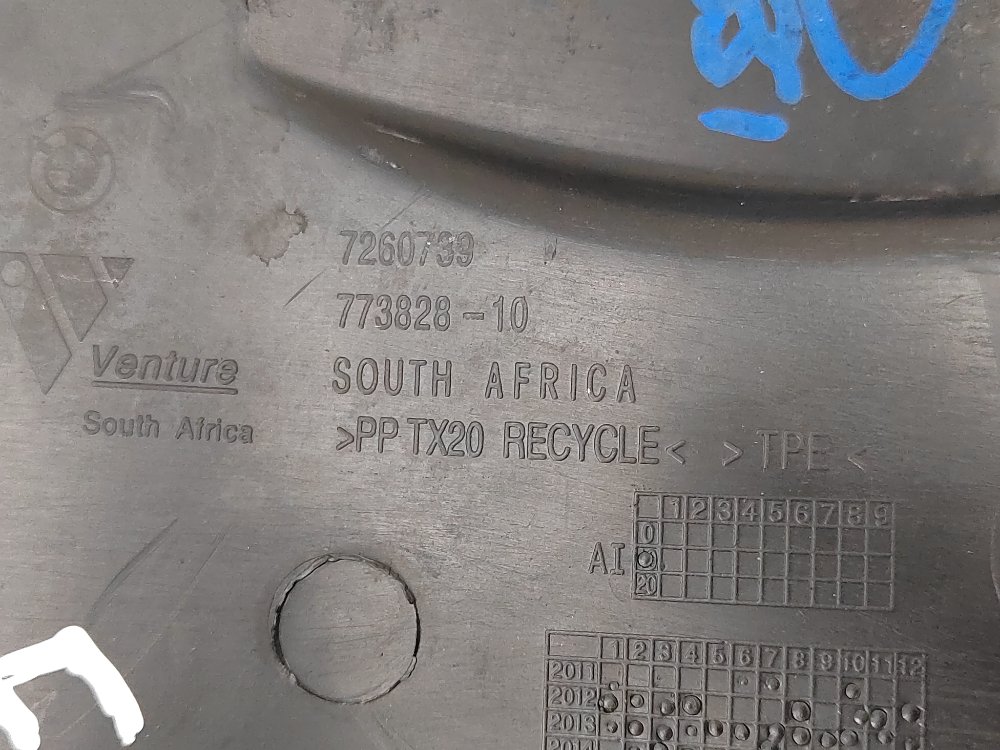 7260739
773828-10
Venture
South Africa
SOUTH AFRICA
>PP TX20 RECYCLE< >TPE<
1 2 3 4 5 6 7 8 9
0
AI
20
1 2 3 4 5 6 7 8 9 10 11 12
2011
2012
2013
2014